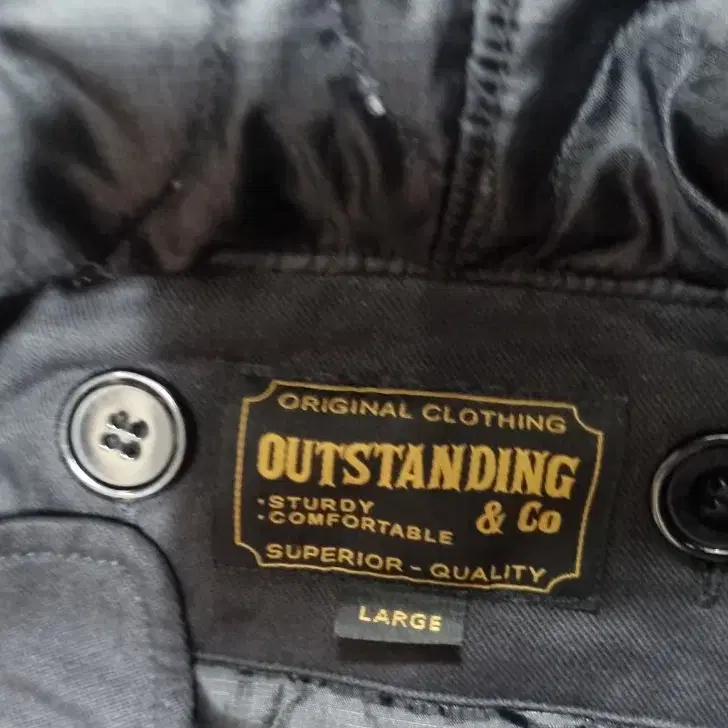 ORIGINAL CLOTHING
OUTSTANDING
& Co
·STURDY
·COMFORTABLE
SUPERIOR - QUALITY
LARGE